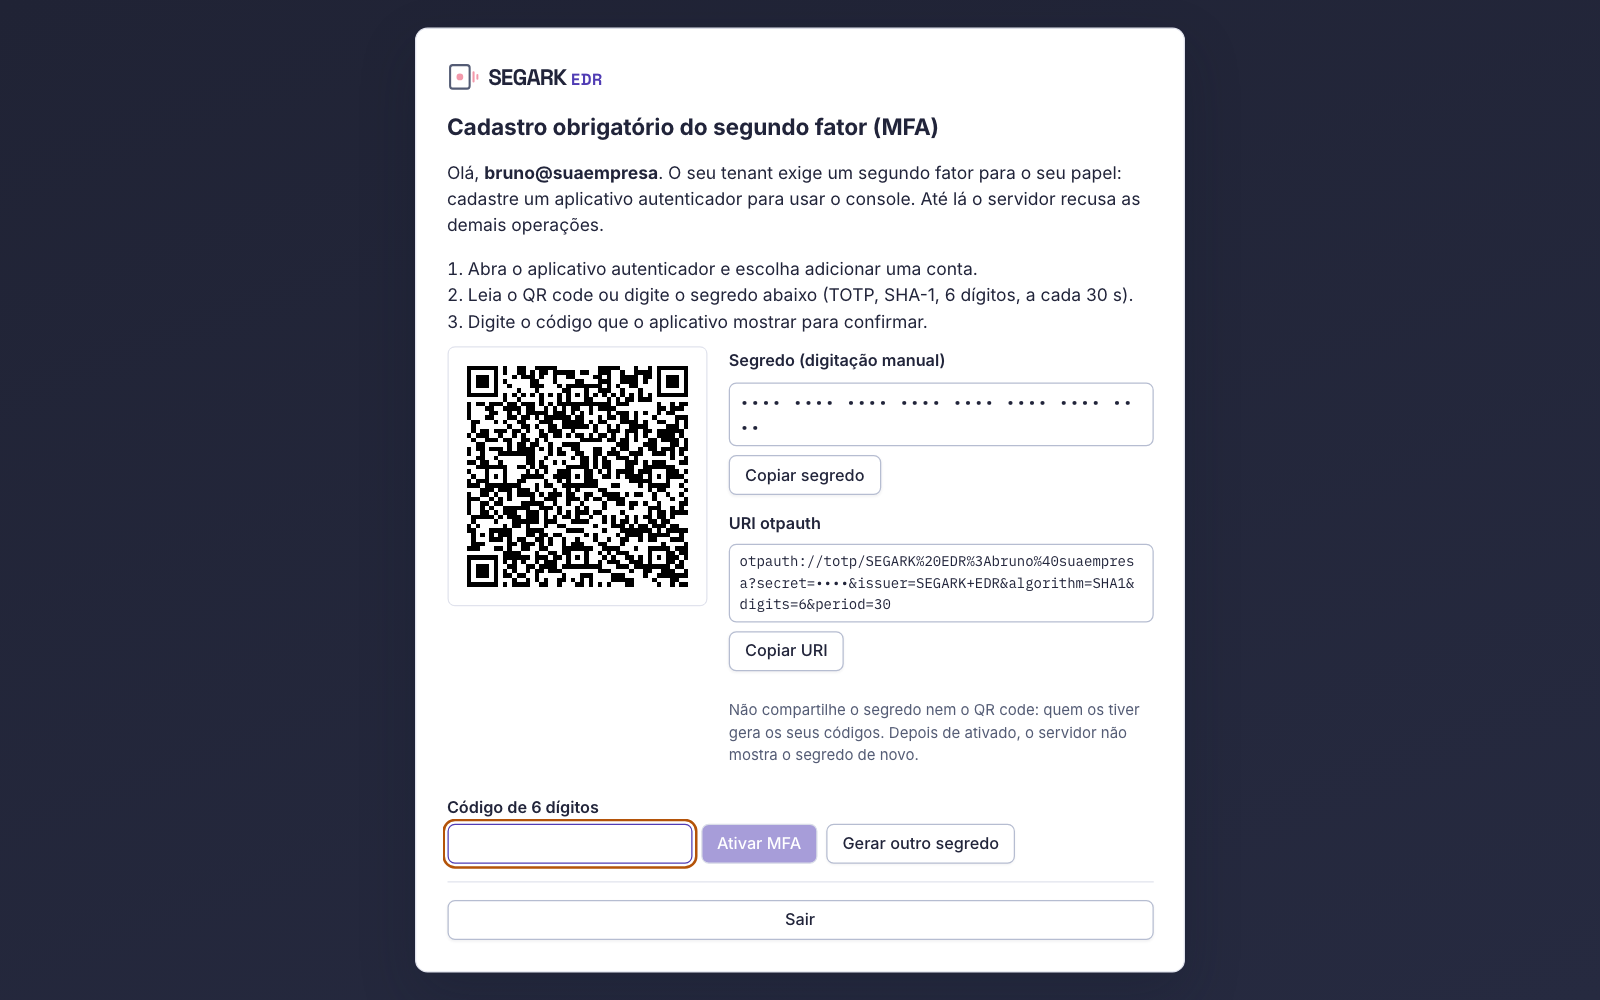 SEGARK EDR
Cadastro obrigatório do segundo fator (MFA)
Olá, bruno@suaempresa. O seu tenant exige um segundo fator para o seu papel:
cadastre um aplicativo autenticador para usar o console. Até lá o servidor recusa as
demais operações.
1. Abra o aplicativo autenticador e escolha adicionar uma conta.
2. Leia o QR code ou digite o segredo abaixo (TOTP, SHA-1, 6 dígitos, a cada 30 s).
3. Digite o código que o aplicativo mostrar para confirmar.
Segredo (digitação manual)
•••• •••• •••• •••• •••• •••• •••• ••
••
Copiar segredo
URI otpauth
otpauth://totp/SEGARK%20EDR%3Abruno%40suaempres
a?secret=••••&issuer=SEGARK+EDR&algorithm=SHA1&
digits=6&period=30
Copiar URI
Não compartilhe o segredo nem o QR code: quem os tiver
gera os seus códigos. Depois de ativado, o servidor não
mostra o segredo de novo.
Código de 6 dígitos
Ativar MFA
Gerar outro segredo
Sair